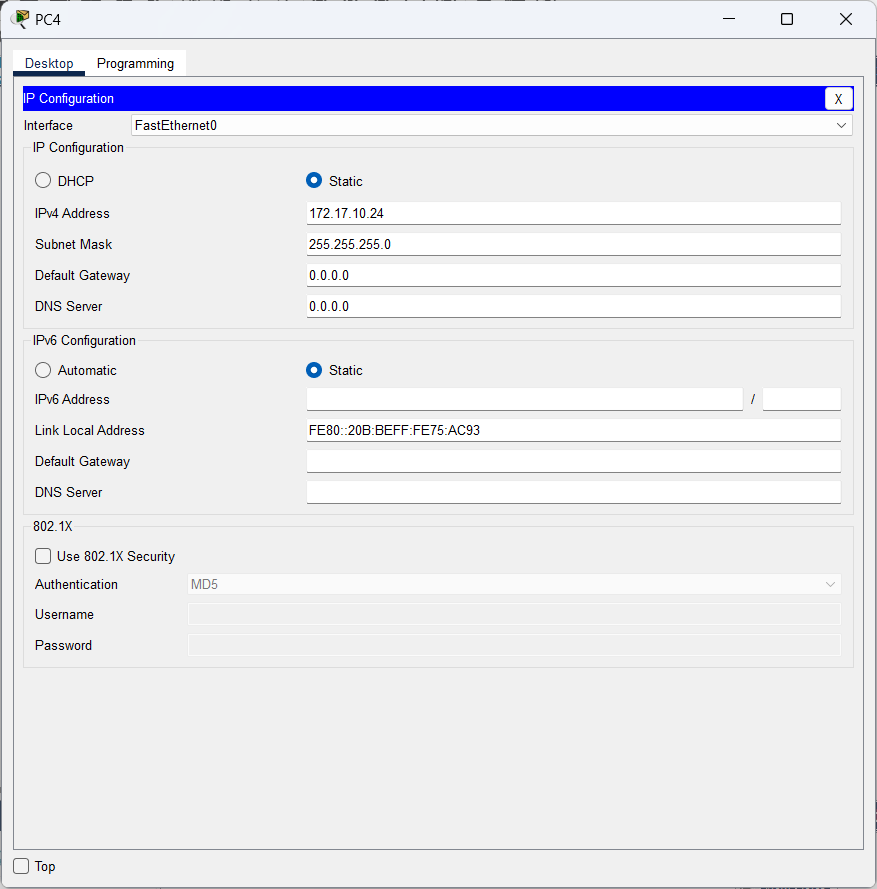 PC4
Desktop Programming
IP Configuration X
Interface FastEthernet0
IP Configuration
DHCP Static
IPv4 Address 172.17.10.24
Subnet Mask 255.255.255.0
Default Gateway 0.0.0.0
DNS Server 0.0.0.0
IPv6 Configuration
Automatic Static
IPv6 Address /
Link Local Address FE80::20B:BEFF:FE75:AC93
Default Gateway
DNS Server
802.1X
Use 802.1X Security
Authentication MD5
Username
Password
Top